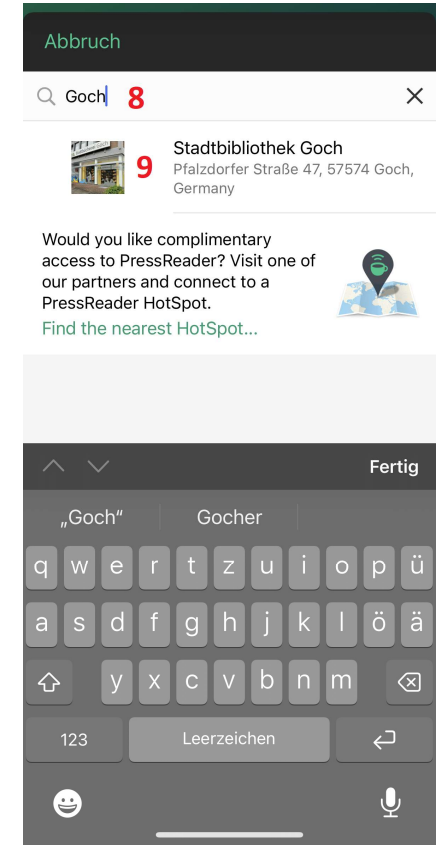 Abbruch
Goch 8
9 Stadtbibliothek Goch
Pfalzdorfer Straße 47, 57574 Goch,
Germany
Would you like complimentary
access to PressReader? Visit one of
our partners and connect to a
PressReader HotSpot.
Find the nearest HotSpot...
Fertig
„Goch“ Gocher
q w e r t z u i o p ü
a s d f g h j k l ö ä
y x c v b n m
123 Leerzeichen